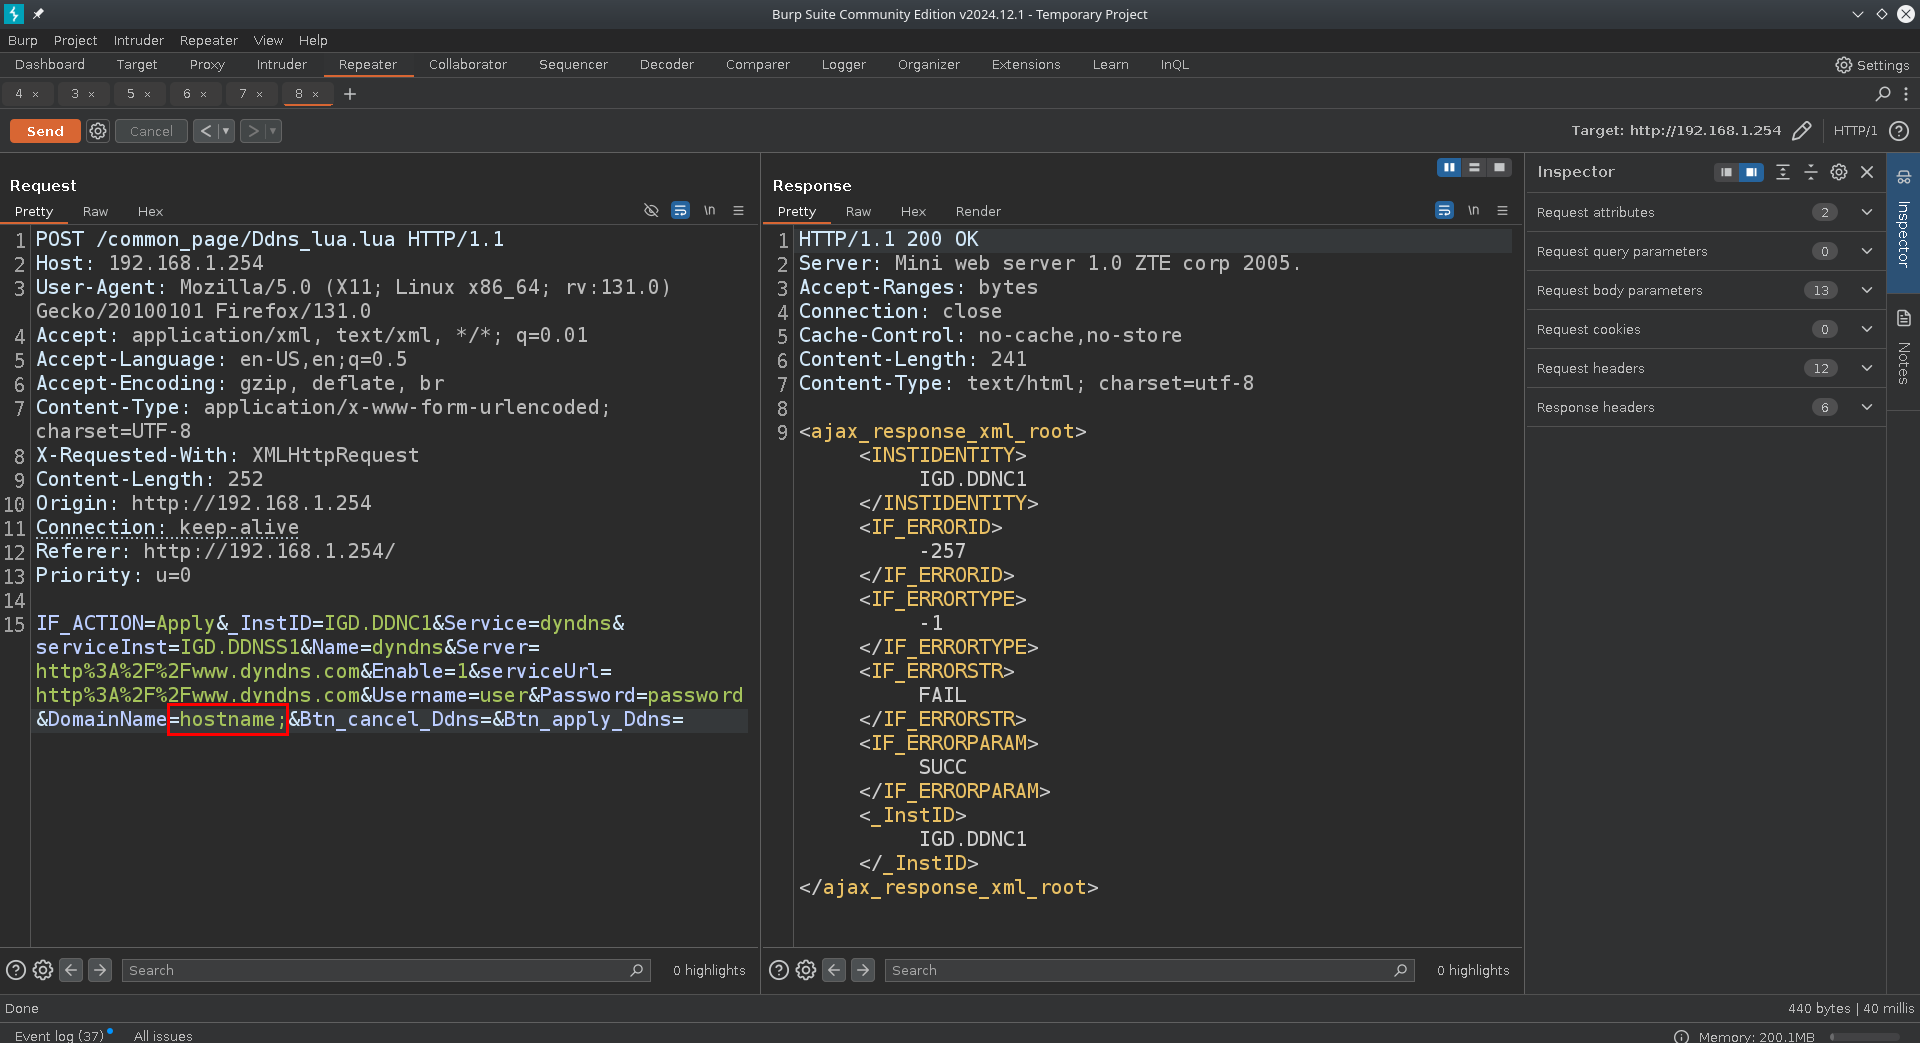 Burp Suite Community Edition v2024.12.1 - Temporary Project
Burp Project Intruder Repeater View Help
Dashboard Target Proxy Intruder Repeater Collaborator Sequencer Decoder Comparer Logger Organizer Extensions Learn InQL Settings
4 × 3 × 5 × 6 × 7 × 8 × +
Send Cancel < > Target: http://192.168.1.254 HTTP/1
Request
Pretty Raw Hex \n
1 POST /common_page/Ddns_lua.lua HTTP/1.1
2 Host: 192.168.1.254
3 User-Agent: Mozilla/5.0 (X11; Linux x86_64; rv:131.0)
Gecko/20100101 Firefox/131.0
4 Accept: application/xml, text/xml, */*; q=0.01
5 Accept-Language: en-US,en;q=0.5
6 Accept-Encoding: gzip, deflate, br
7 Content-Type: application/x-www-form-urlencoded;
charset=UTF-8
8 X-Requested-With: XMLHttpRequest
9 Content-Length: 252
10 Origin: http://192.168.1.254
11 Connection: keep-alive
12 Referer: http://192.168.1.254/
13 Priority: u=0
14
15 IF_ACTION=Apply&_InstID=IGD.DDNC1&Service=dyndns&
serviceInst=IGD.DDNSS1&Name=dyndns&Server=
http%3A%2F%2Fwww.dyndns.com&Enable=1&serviceUrl=
http%3A%2F%2Fwww.dyndns.com&Username=user&Password=password
&DomainName=hostname;&Btn_cancel_Ddns=&Btn_apply_Ddns=
Search 0 highlights
Response
Pretty Raw Hex Render \n
1 HTTP/1.1 200 OK
2 Server: Mini web server 1.0 ZTE corp 2005.
3 Accept-Ranges: bytes
4 Connection: close
5 Cache-Control: no-cache,no-store
6 Content-Length: 241
7 Content-Type: text/html; charset=utf-8
8
9 <ajax_response_xml_root>
<INSTIDENTITY>
IGD.DDNC1
</INSTIDENTITY>
<IF_ERRORID>
-257
</IF_ERRORID>
<IF_ERRORTYPE>
-1
</IF_ERRORTYPE>
<IF_ERRORSTR>
FAIL
</IF_ERRORSTR>
<IF_ERRORPARAM>
SUCC
</IF_ERRORPARAM>
<_InstID>
IGD.DDNC1
</_InstID>
</ajax_response_xml_root>
Search 0 highlights
Inspector
Request attributes 2
Request query parameters 0
Request body parameters 13
Request cookies 0
Request headers 12
Response headers 6
Inspector
Notes
Done 440 bytes | 40 millis
Event log (37) All issues Memory: 200.1MB